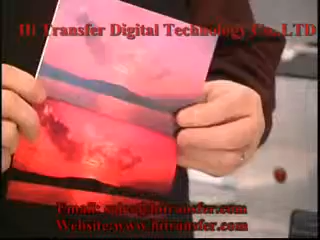 Hi Transfer Digital Technology Co.,LTD
Email: sales@hitransfer.com
Website:www.hitransfer.com